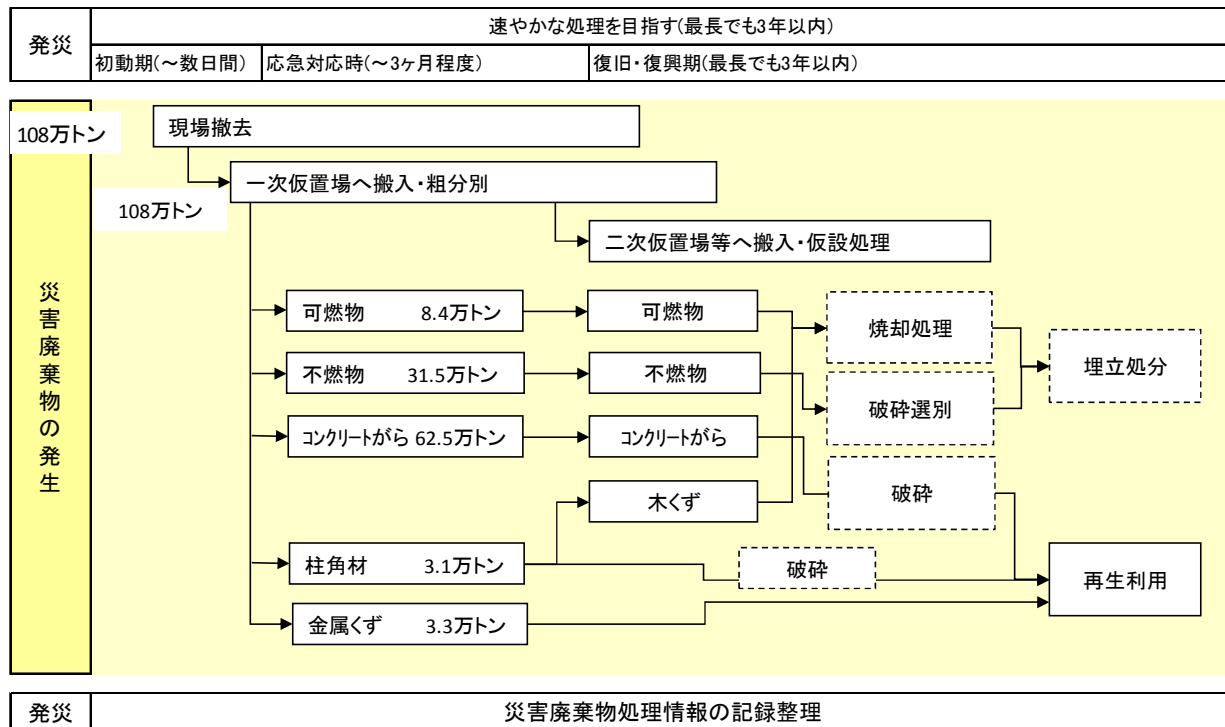 発災
速やかな処理を目指す(最長でも3年以内)
初動期(～数日間)
応急対応時(～3ヶ月程度)
復旧・復興期(最長でも3年以内)
災害廃棄物の発生
108万トン
現場撤去
108万トン
一次仮置場へ搬入・粗分別
二次仮置場等へ搬入・仮設処理
可燃物 8.4万トン
可燃物
焼却処理
不燃物 31.5万トン
不燃物
破砕選別
埋立処分
コンクリートがら 62.5万トン
コンクリートがら
破砕
木くず
柱角材 3.1万トン
破砕
再生利用
金属くず 3.3万トン
発災
災害廃棄物処理情報の記録整理